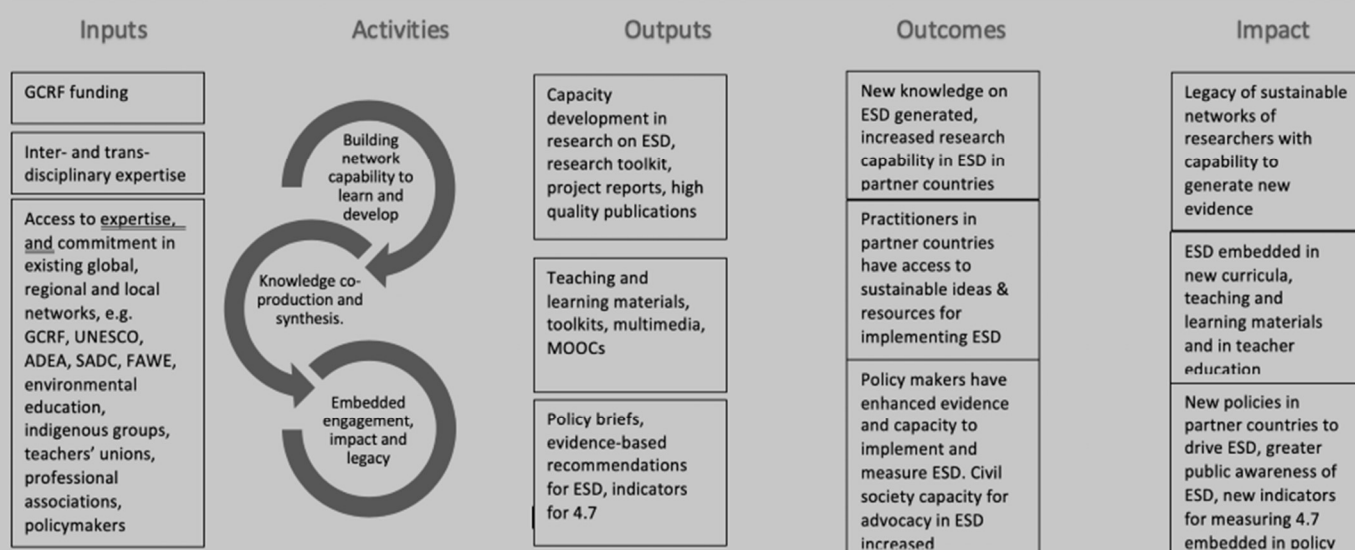 Inputs
Activities
Outputs
Outcomes
Impact
GCRF funding
Inter- and trans-
disciplinary expertise
Access to expertise,
and commitment in
existing global,
regional and local
networks, e.g.
GCRF, UNESCO,
ADEA, SADC, FAWE,
environmental
education,
indigenous groups,
teachers' unions,
professional
associations,
policymakers
Building
network
capability to
learn and
develop
Knowledge co-
production and
synthesis.
Embedded
engagement,
impact and
legacy
Capacity
development in
research on ESD,
research toolkit,
project reports, high
quality publications
Teaching and
learning materials,
toolkits, multimedia,
MOOCs
Policy briefs,
evidence-based
recommendations
for ESD, indicators
for 4.7
New knowledge on
ESD generated,
increased research
capability in ESD in
partner countries
Practitioners in
partner countries
have access to
sustainable ideas &
resources for
implementing ESD
Policy makers have
enhanced evidence
and capacity to
implement and
measure ESD. Civil
society capacity for
advocacy in ESD
increased
Legacy of sustainable
networks of
researchers with
capability to
generate new
evidence
ESD embedded in
new curricula,
teaching and
learning materials
and in teacher
education
New policies in
partner countries to
drive ESD, greater
public awareness of
ESD, new indicators
for measuring 4.7
embedded in policy